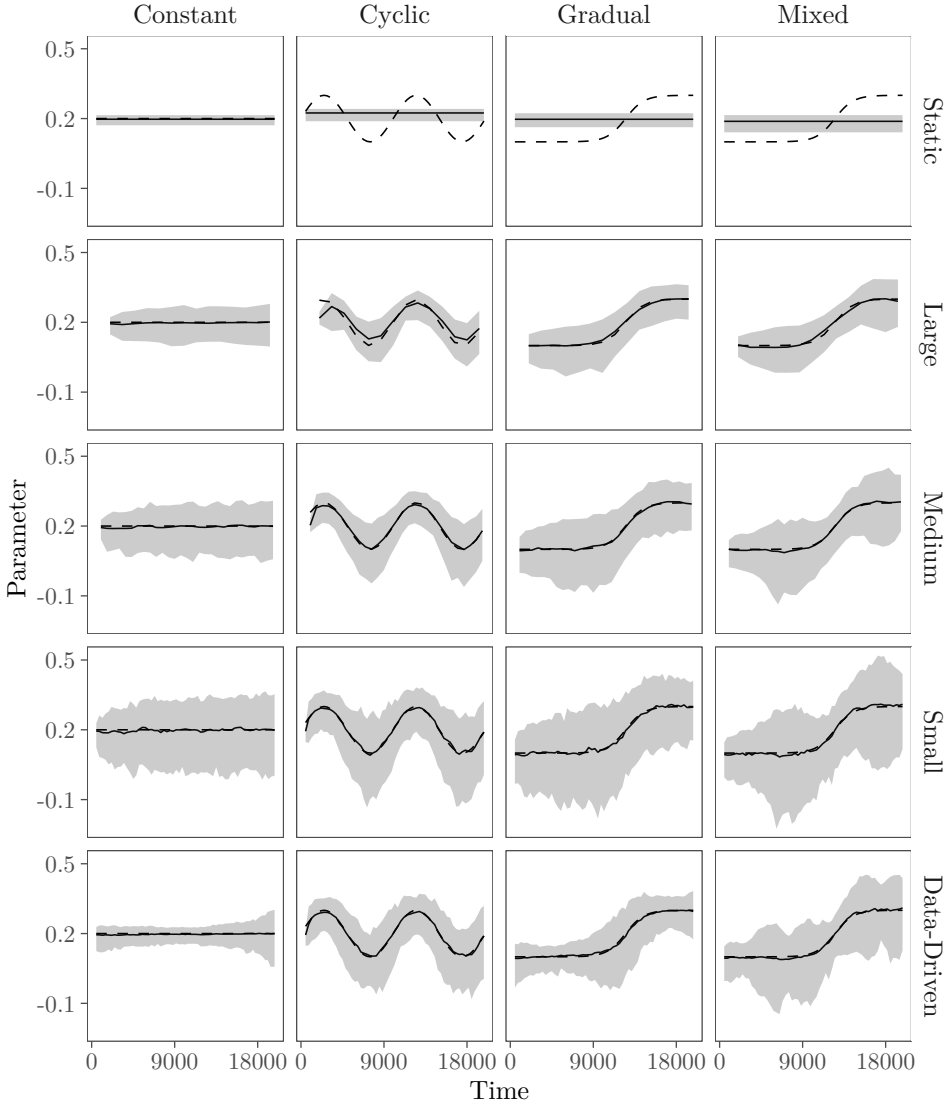 Constant Cyclic Gradual Mixed
0.5
0.2
-0.1
Static
0.5
0.2
-0.1
Large
0.5
0.2
-0.1
Medium
Parameter
0.5
0.2
-0.1
Small
0.5
0.2
-0.1
Data-Driven
0 9000 18000 0 9000 18000 0 9000 18000 0 9000 18000
Time